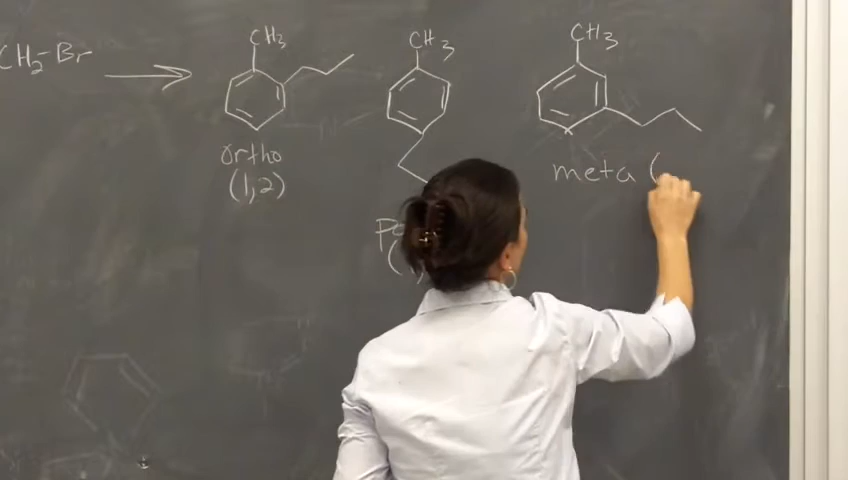 CH2-Br
CH3
CH3
CH3
ortho
(1,2)
meta (